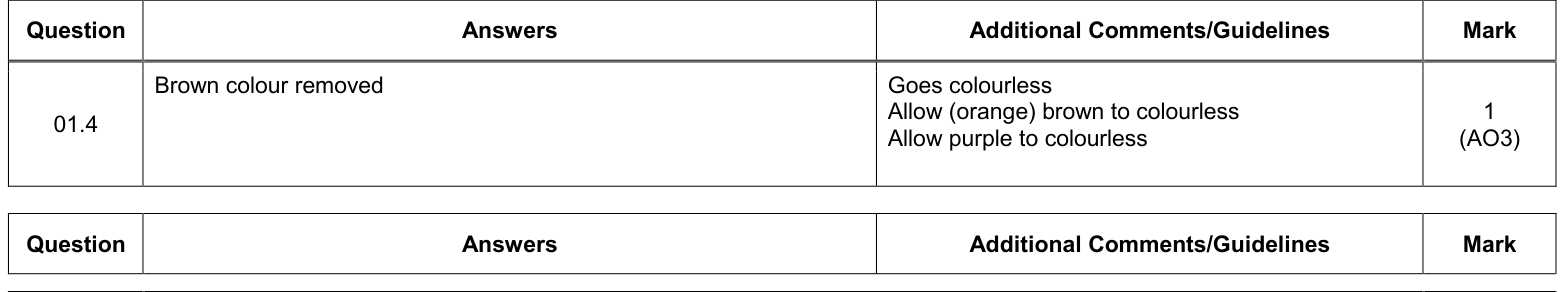 Question Answers Additional Comments/Guidelines Mark
01.4
Brown colour removed
Goes colourless
Allow (orange) brown to colourless
Allow purple to colourless
1
(AO3)
Question Answers Additional Comments/Guidelines Mark